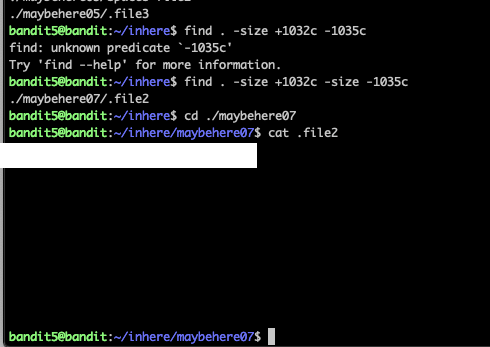 ./maybehere05/.file3
bandit5@bandit:~/inhere$ find . -size +1032c -1035c
find: unknown predicate `-1035c'
Try 'find --help' for more information.
bandit5@bandit:~/inhere$ find . -size +1032c -size -1035c
./maybehere07/.file2
bandit5@bandit:~/inhere$ cd ./maybehere07
bandit5@bandit:~/inhere/maybehere07$ cat .file2
bandit5@bandit:~/inhere/maybehere07$